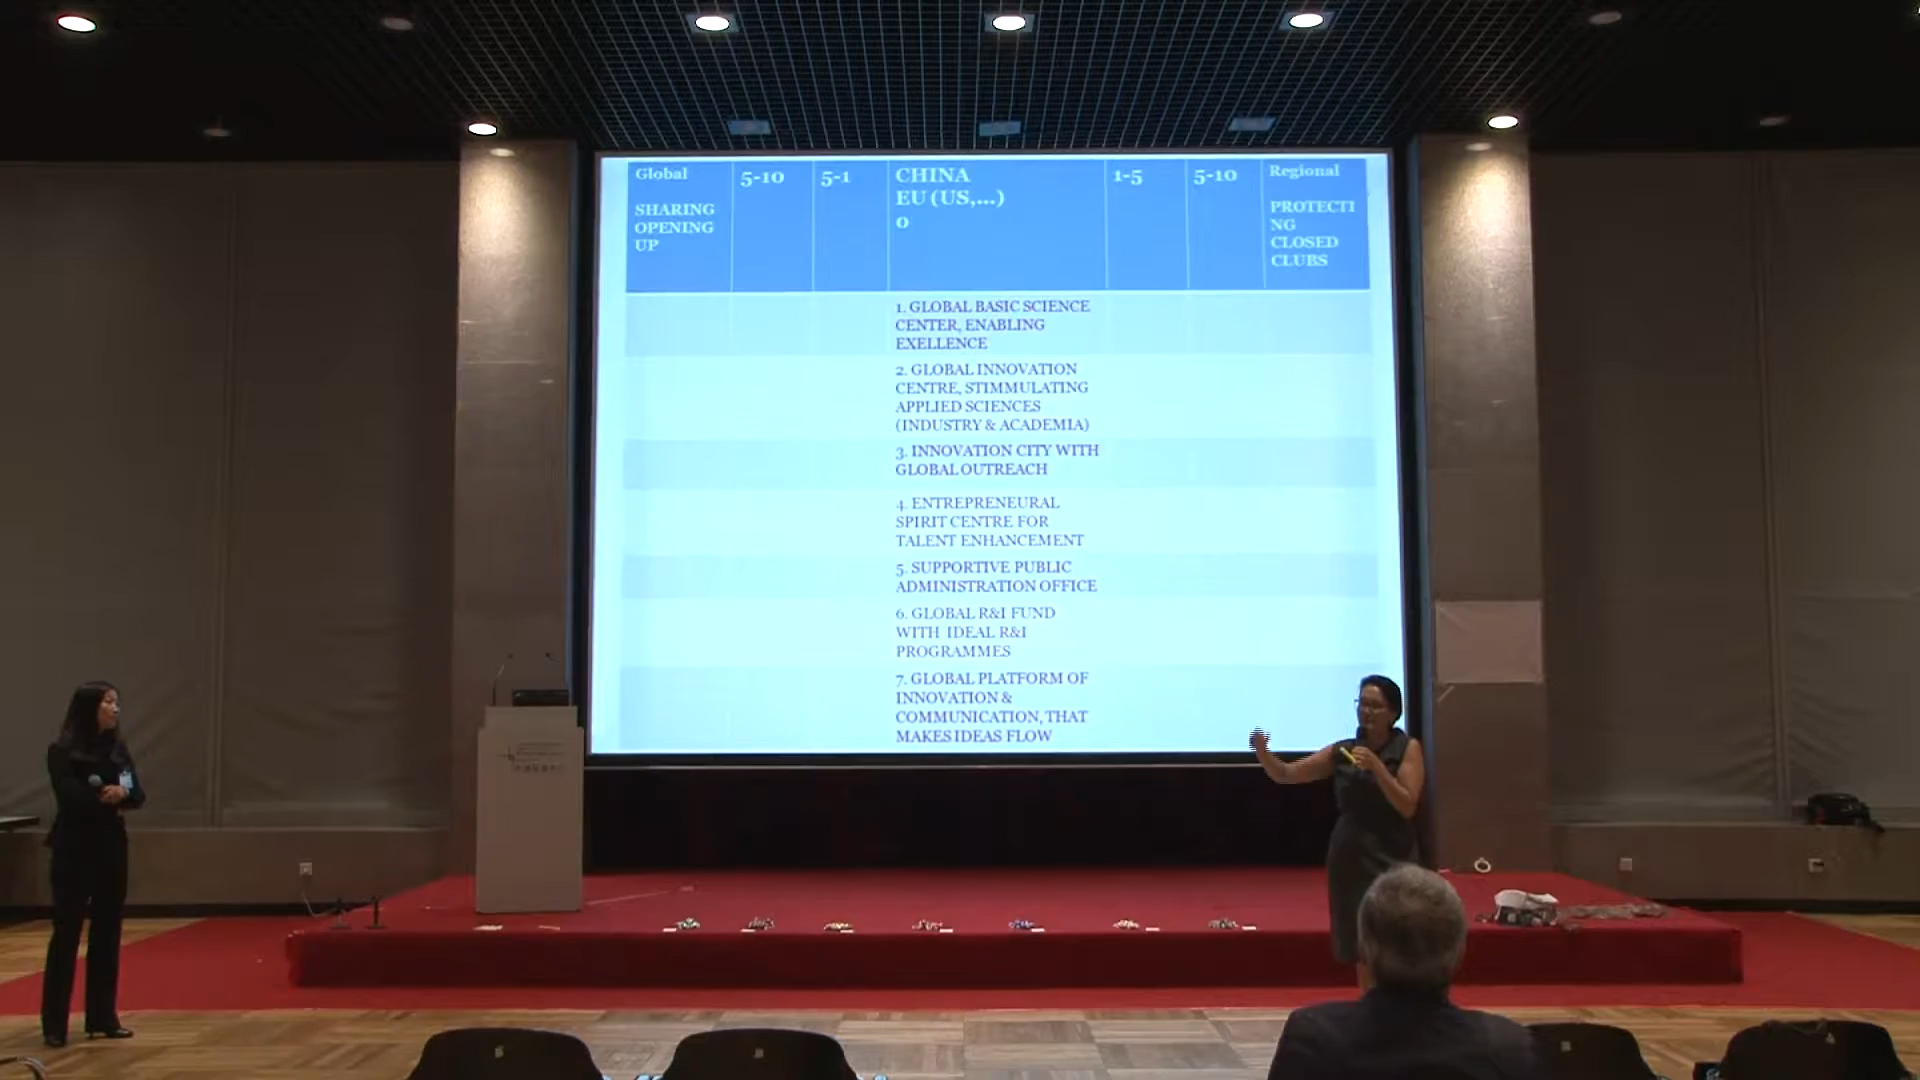 Global
SHARING
OPENING
UP
5-10
5-1
CHINA
EU (US,...)
0
1-5
5-10
Regional
PROTECTI
NG
CLOSED
CLUBS
1. GLOBAL BASIC SCIENCE
CENTER, ENABLING
EXELLENCE
2. GLOBAL INNOVATION
CENTRE, STIMMULATING
APPLIED SCIENCES
(INDUSTRY & ACADEMIA)
3. INNOVATION CITY WITH
GLOBAL OUTREACH
4. ENTREPRENEURAL
SPIRIT CENTRE FOR
TALENT ENHANCEMENT
5. SUPPORTIVE PUBLIC
ADMINISTRATION OFFICE
6. GLOBAL R&I FUND
WITH IDEAL R&I
PROGRAMMES
7. GLOBAL PLATFORM OF
INNOVATION &
COMMUNICATION, THAT
MAKES IDEAS FLOW